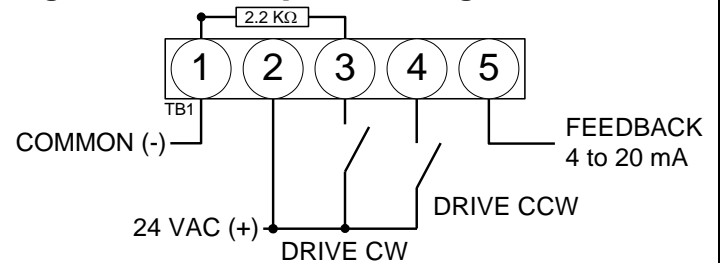 2.2 KΩ
1 2 3 4 5
TB1
COMMON (-)
FEEDBACK
4 to 20 mA
DRIVE CCW
24 VAC (+)
DRIVE CW